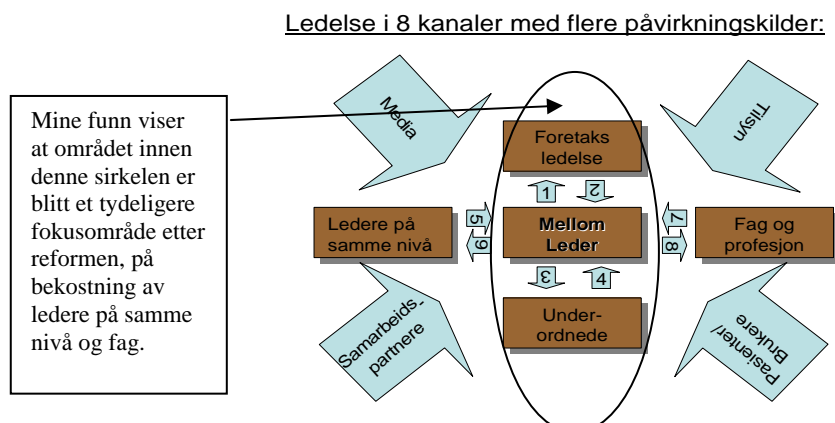 Ledelse i 8 kanaler med flere påvirkningskilder:
Mine funn viser
at området innen
denne sirkelen er
blitt et tydeligere
fokusområde etter
reformen, på
bekostning av
ledere på samme
nivå og fag.
Media
Tilsyn
Foretaks
ledelse
1
2
Ledere på
samme nivå
5
6
Mellom
Leder
7
8
Fag og
profesjon
3
4
Under-
ordnede
Samarbeids_
partnere
Pasienter/
Brukere